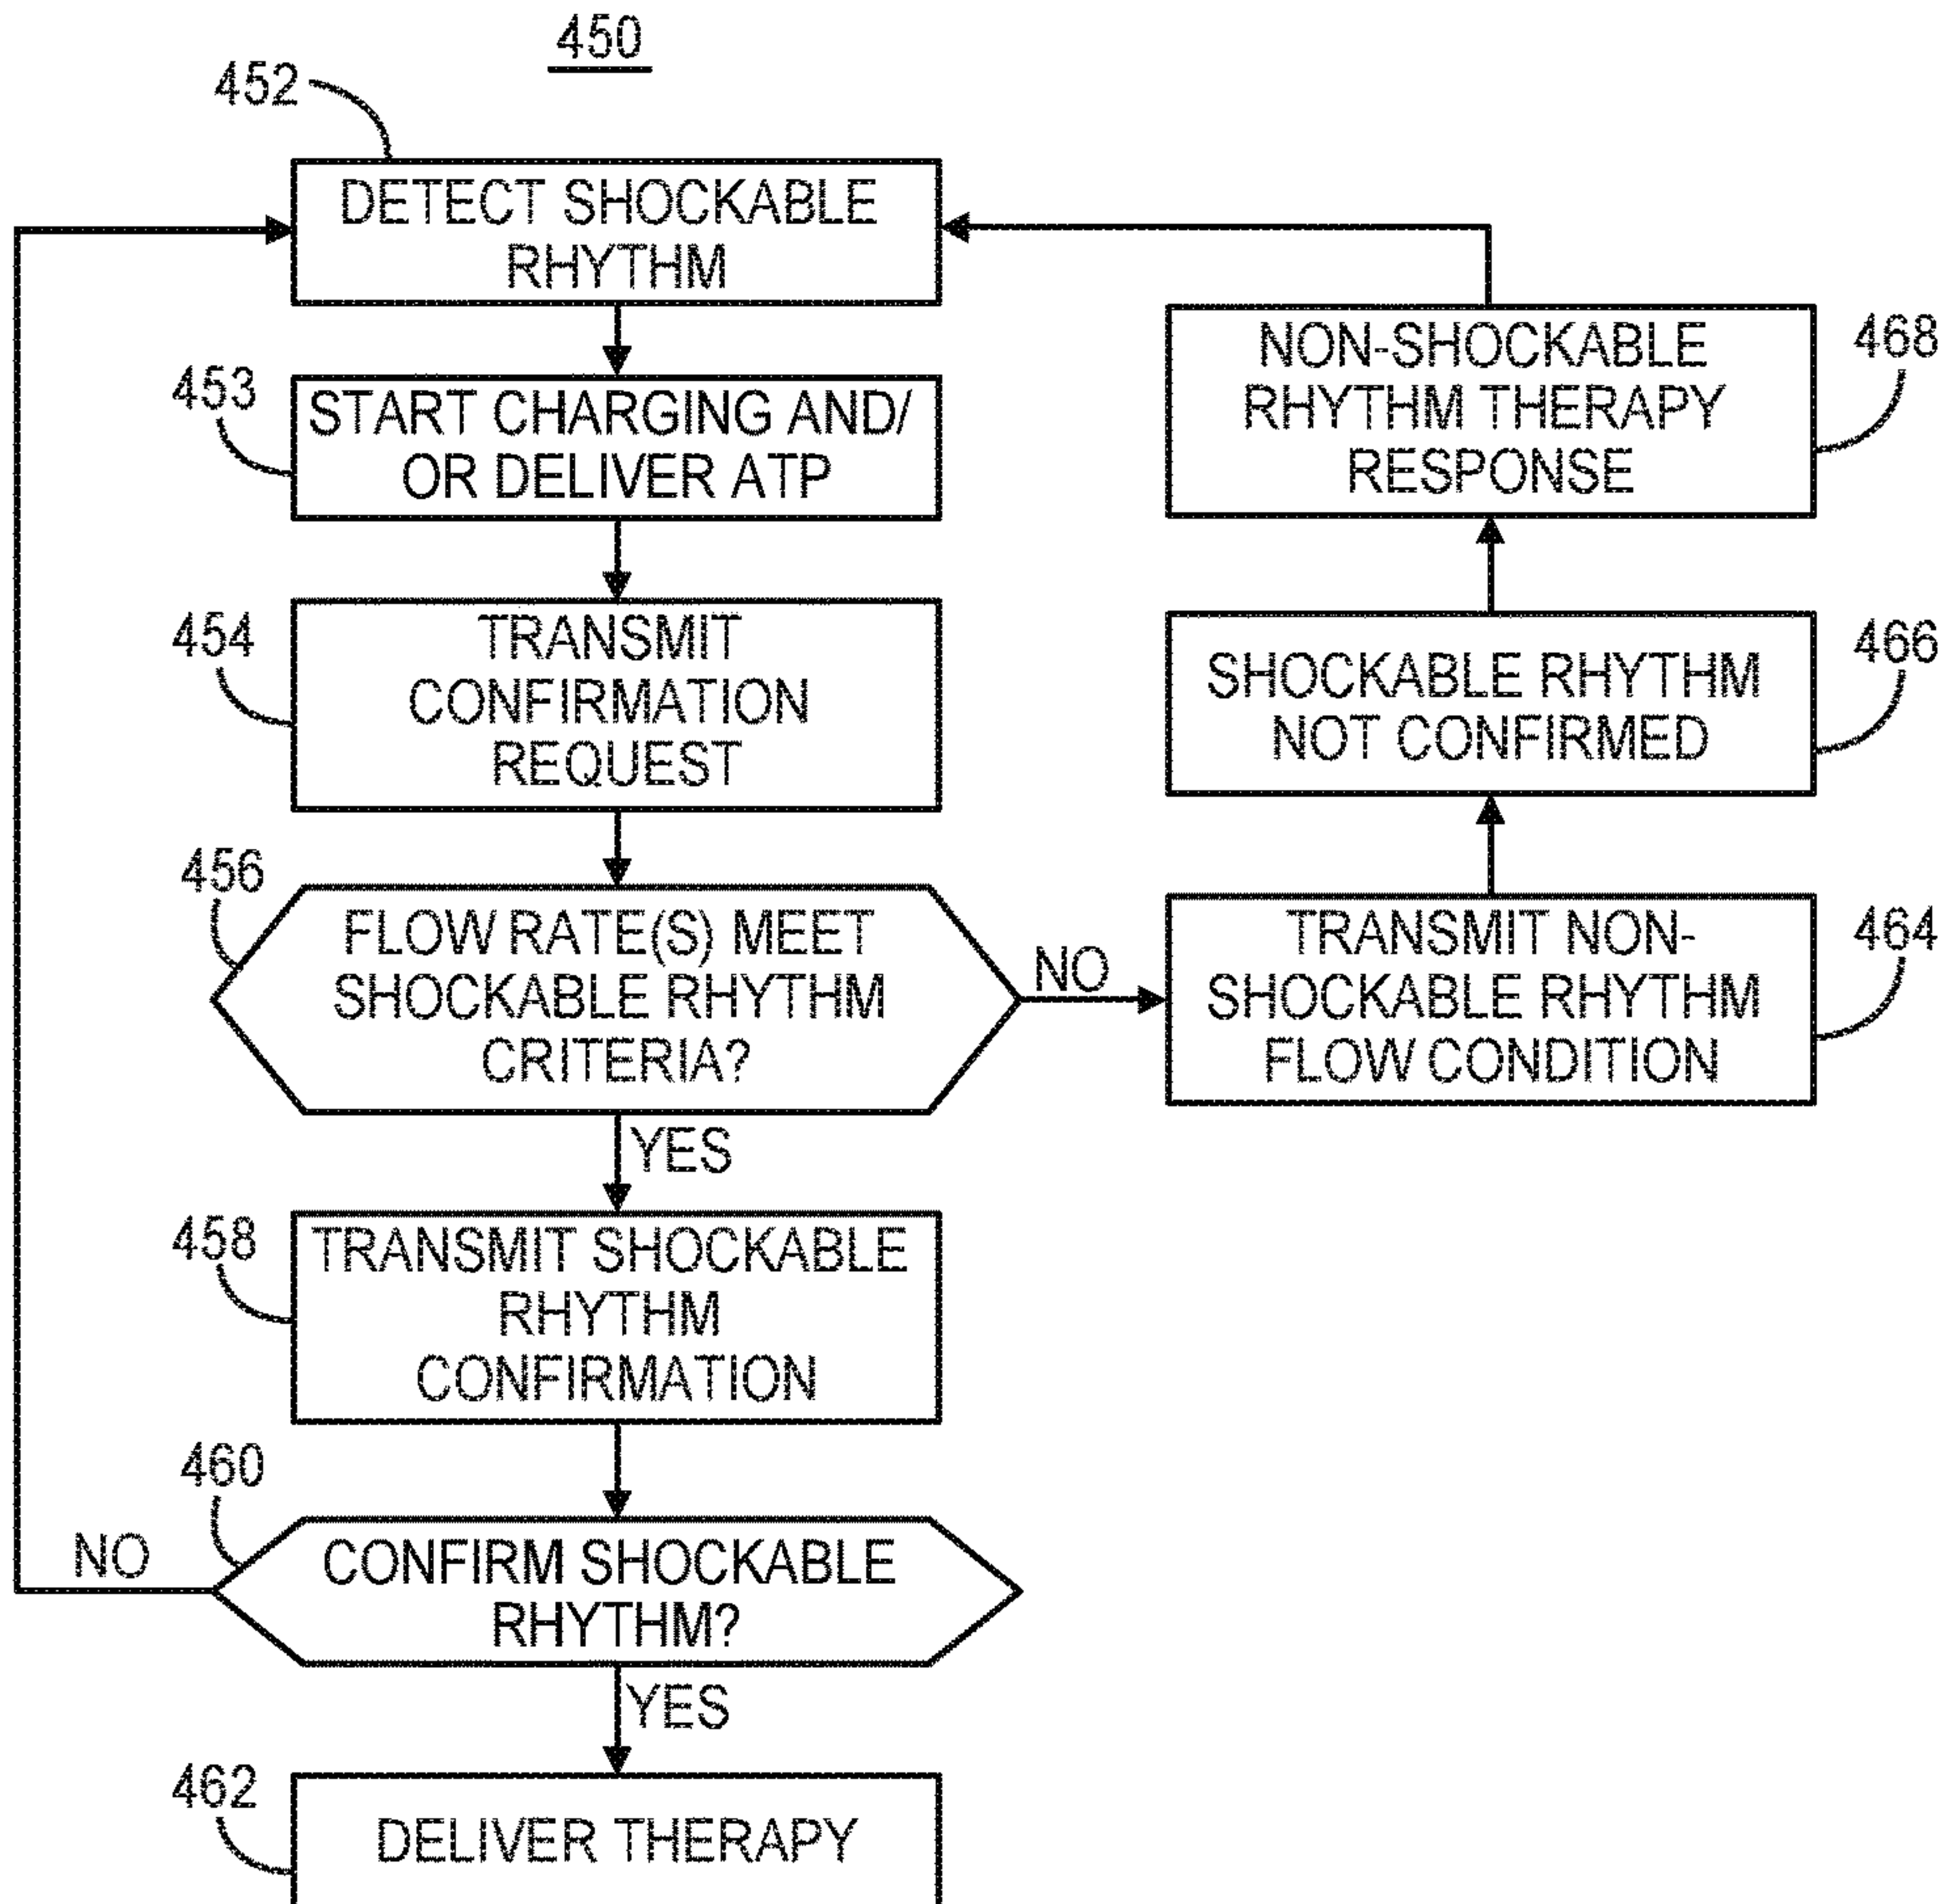 450
452
DETECT SHOCKABLE
RHYTHM
453
START CHARGING AND/
OR DELIVER ATP
454
TRANSMIT
CONFIRMATION
REQUEST
456
FLOW RATE(S) MEET
SHOCKABLE RHYTHM
CRITERIA?
NO
YES
458
TRANSMIT SHOCKABLE
RHYTHM
CONFIRMATION
460
NO
CONFIRM SHOCKABLE
RHYTHM?
YES
462
DELIVER THERAPY
468
NON-SHOCKABLE
RHYTHM THERAPY
RESPONSE
466
SHOCKABLE RHYTHM
NOT CONFIRMED
464
TRANSMIT NON-
SHOCKABLE RHYTHM
FLOW CONDITION